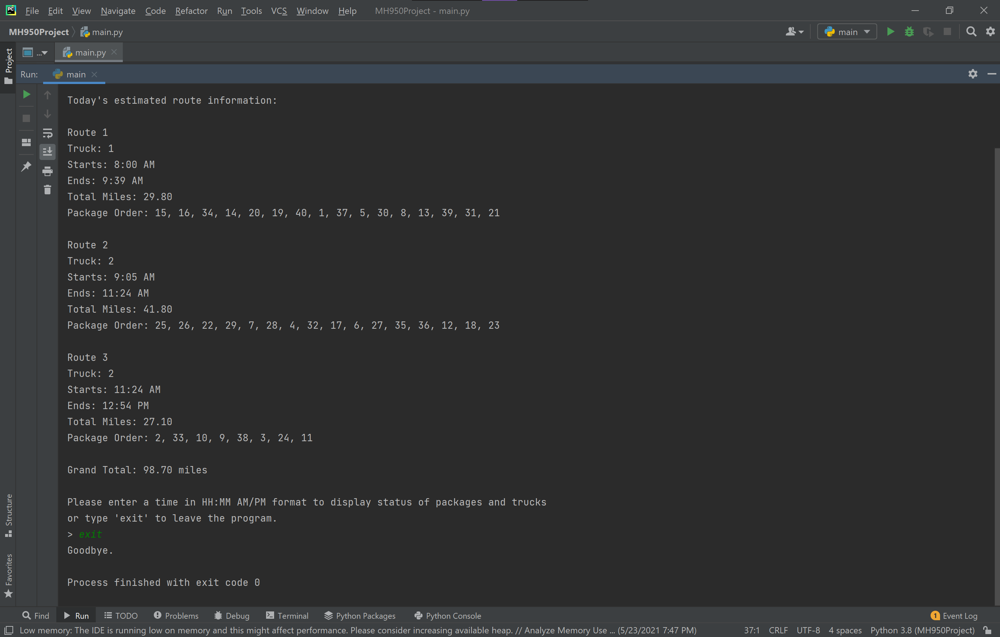 PC File Edit View Navigate Code Refactor Run Tools VCS Window Help MH950Project - main.py
MH950Project main.py main
Project ... main.py
Run: main
Today's estimated route information:
Route 1
Truck: 1
Starts: 8:00 AM
Ends: 9:39 AM
Total Miles: 29.80
Package Order: 15, 16, 34, 14, 20, 19, 40, 1, 37, 5, 30, 8, 13, 39, 31, 21
Route 2
Truck: 2
Starts: 9:05 AM
Ends: 11:24 AM
Total Miles: 41.80
Package Order: 25, 26, 22, 29, 7, 28, 4, 32, 17, 6, 27, 35, 36, 12, 18, 23
Route 3
Truck: 2
Starts: 11:24 AM
Ends: 12:54 PM
Total Miles: 27.10
Package Order: 2, 33, 10, 9, 38, 3, 24, 11
Grand Total: 98.70 miles
Please enter a time in HH:MM AM/PM format to display status of packages and trucks
or type 'exit' to leave the program.
> exit
Goodbye.
Process finished with exit code 0
Structure
Favorites
Find Run TODO Problems Debug Terminal Python Packages Python Console 1 Event Log
Low memory: The IDE is running low on memory and this might affect performance. Please consider increasing available heap. // Analyze Memory Use ... (5/23/2021 7:47 PM) 37:1 CRLF UTF-8 4 spaces Python 3.8 (MH950Project)